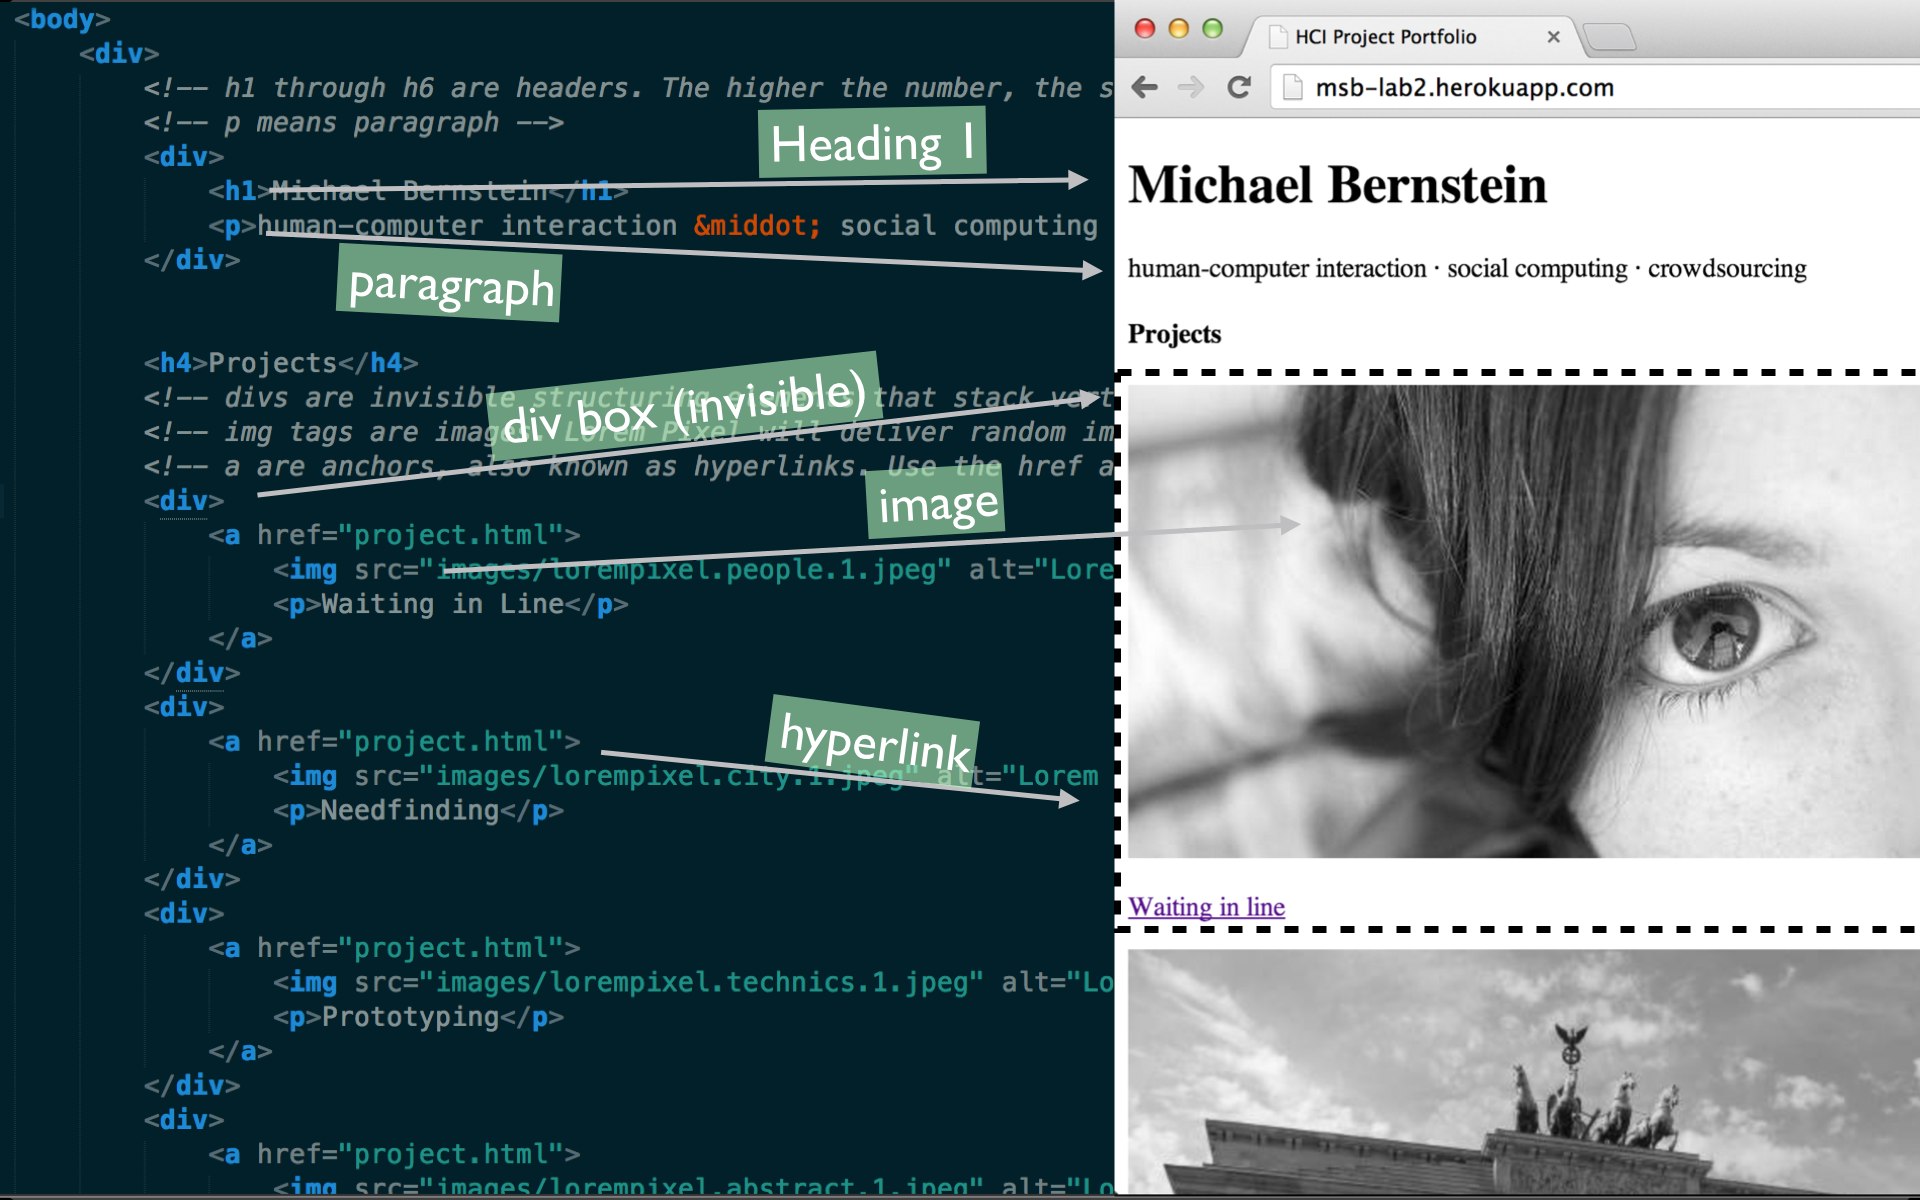 <body>
<div>
<!-- h1 through h6 are headers. The higher the number, the s
<!-- p means paragraph -->
<div>
<h1>Michael Bernstein</h1>
<p>human-computer interaction &middot; social computing
</div>
<h4>Projects</h4>
<!-- divs are invisible structuring elements that stack vert
<!-- img tags are images. Lorem Pixel will deliver random im
<!-- a are anchors, also known as hyperlinks. Use the href a
<div>
<a href="project.html">
<img src="images/lorempixel.people.1.jpeg" alt="Lore
<p>Waiting in Line</p>
</a>
</div>
<div>
<a href="project.html">
<img src="images/lorempixel.city.1.jpeg" alt="Lorem
<p>Needfinding</p>
</a>
</div>
<div>
<a href="project.html">
<img src="images/lorempixel.technics.1.jpeg" alt="Lo
<p>Prototyping</p>
</a>
</div>
<div>
<a href="project.html">
<img src="images/lorempixel.abstract.1.jpeg" alt="Lo
Heading 1
paragraph
div box (invisible)
image
hyperlink
HCI Project Portfolio
msb-lab2.herokuapp.com
Michael Bernstein
human-computer interaction · social computing · crowdsourcing
Projects
Waiting in line